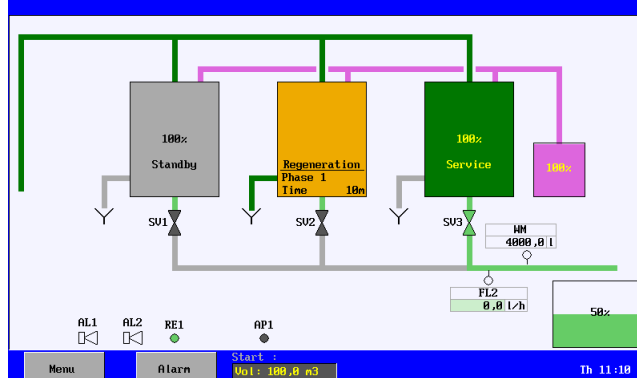 100%
Standby
Regeneration
Phase 1
Time 10m
100%
Service
100%
SV1
SV2
SV3
WM
4000,0 l
FL2
0,0 l/h
50%
AL1
AL2
RE1
AP1
Menu
Alarm
Start :
Vol: 100,0 m3
Th 11:10